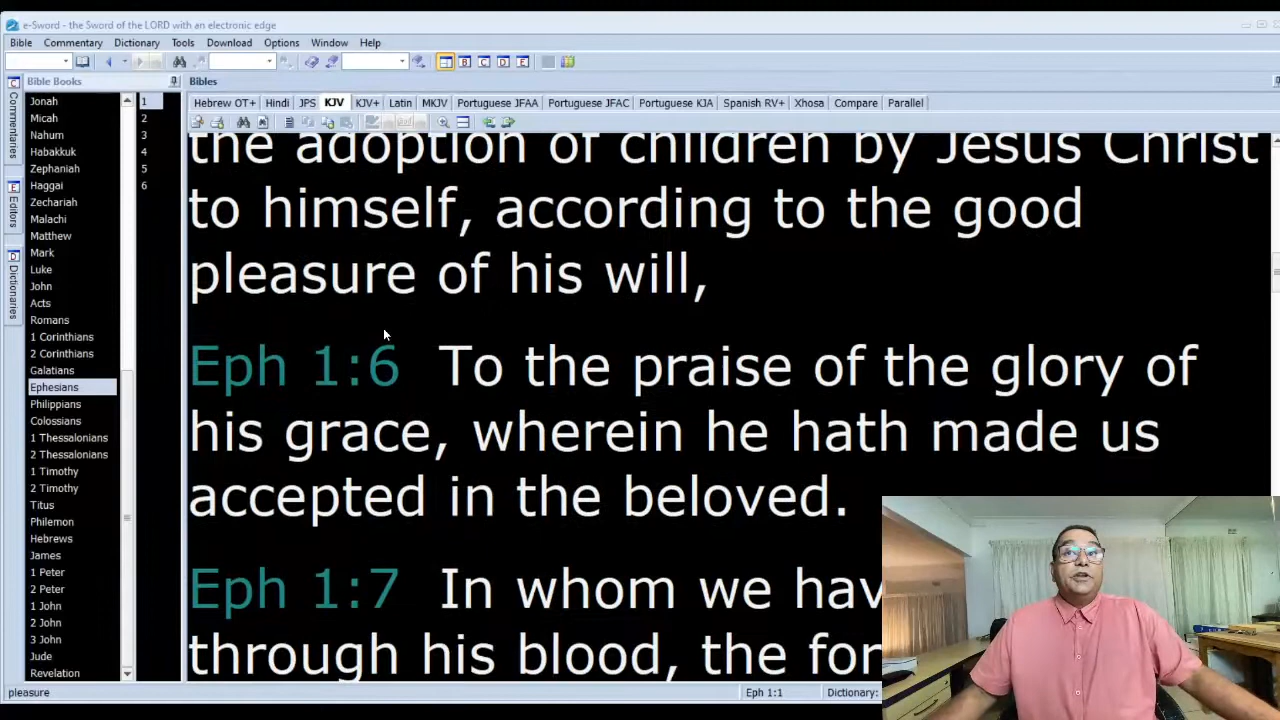 e-Sword - the Sword of the LORD with an electronic edge
Bible Commentary Dictionary Tools Download Options Window Help
B C D E
Bible Books
Bibles
C Commentaries
E Editors
D Dictionaries
Jonah
Micah
Nahum
Habakkuk
Zephaniah
Haggai
Zechariah
Malachi
Matthew
Mark
Luke
John
Acts
Romans
1 Corinthians
2 Corinthians
Galatians
Ephesians
Philippians
Colossians
1 Thessalonians
2 Thessalonians
1 Timothy
2 Timothy
Titus
Philemon
Hebrews
James
1 Peter
2 Peter
1 John
2 John
3 John
Jude
Revelation
1
2
3
4
5
6
Hebrew OT+ Hindi JPS KJV KJV+ Latin MKJV Portuguese JFAA Portuguese JFAC Portuguese KJA Spanish RV+ Xhosa Compare Parallel
the adoption of children by Jesus Christ
to himself, according to the good
pleasure of his will,
Eph 1:6 To the praise of the glory of
his grace, wherein he hath made us
accepted in the beloved.
Eph 1:7 In whom we hav
through his blood, the for
pleasure
Eph 1:1
Dictionary: